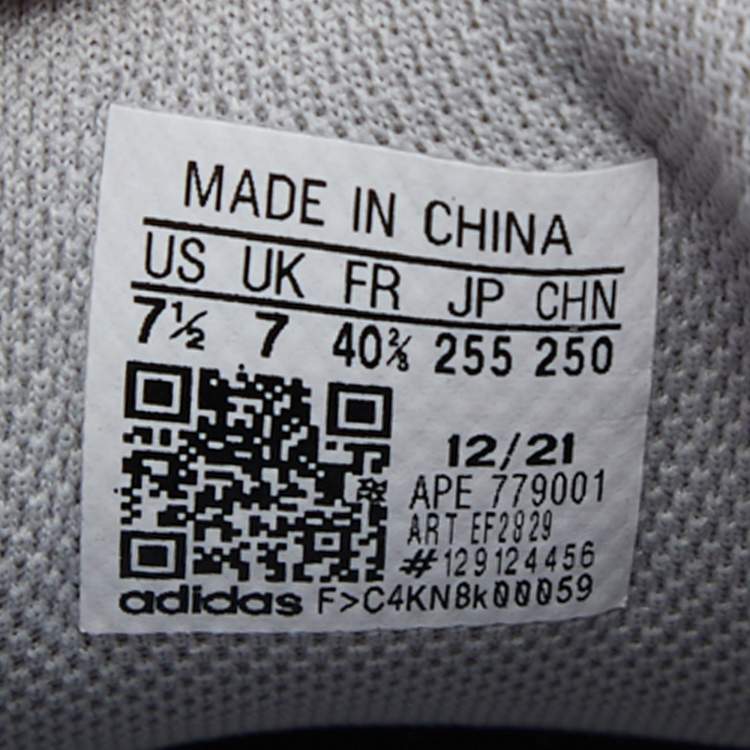 MADE IN CHINA
US UK FR JP CHN
7½ 7 40⅔ 255 250
12/21
APE 779001
ART EF2829
#129124456
adidas F>C4KN8k00059